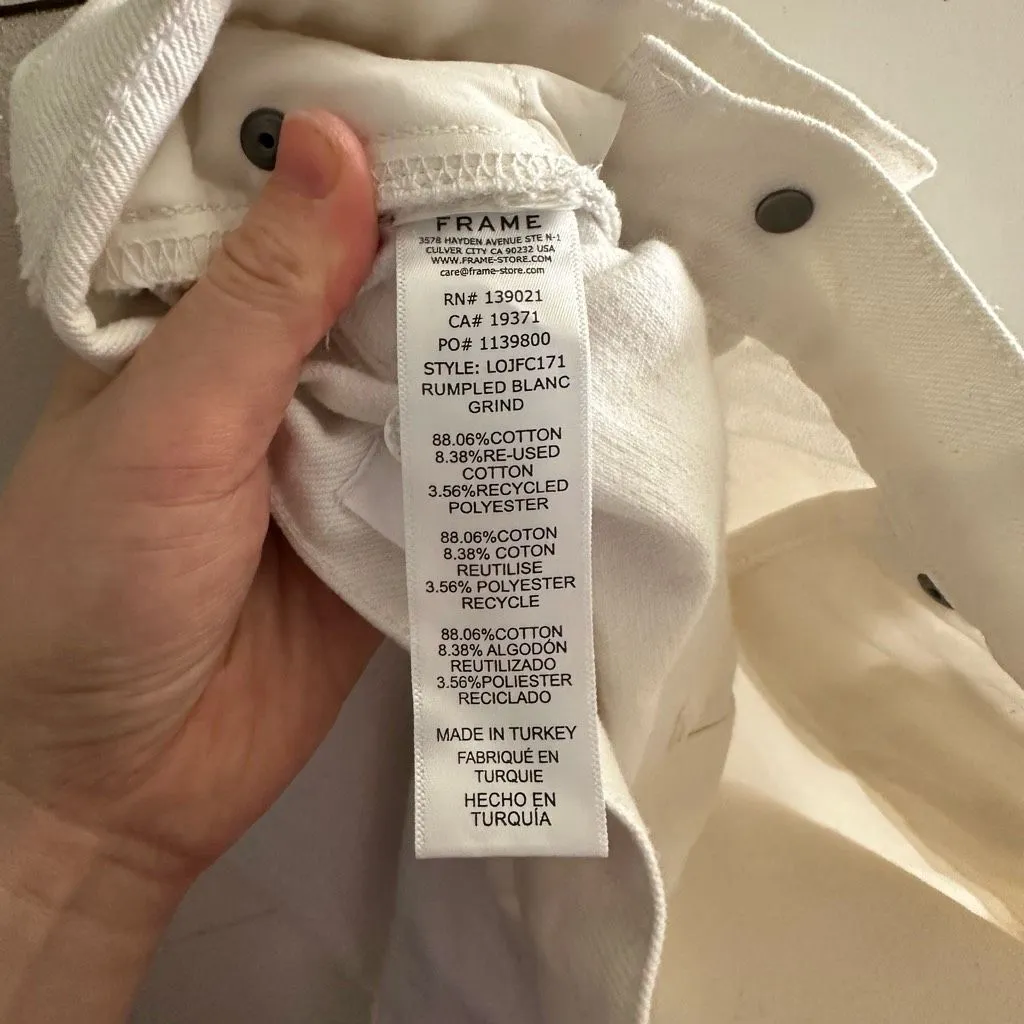 FRAME
3578 HAYDEN AVENUE STE N-1
CULVER CITY CA 90232 USA
WWW.FRAME-STORE.COM
care@frame-store.com
RN# 139021
CA# 19371
PO# 1139800
STYLE: LOJFC171
RUMPLED BLANC
GRIND
88.06%COTTON
8.38%RE-USED
COTTON
3.56%RECYCLED
POLYESTER
88.06%COTON
8.38% COTON
REUTILISE
3.56% POLYESTER
RECYCLE
88.06%COTTON
8.38% ALGODÓN
REUTILIZADO
3.56%POLIESTER
RECICLADO
MADE IN TURKEY
FABRIQUÉ EN
TURQUIE
HECHO EN
TURQUÍA